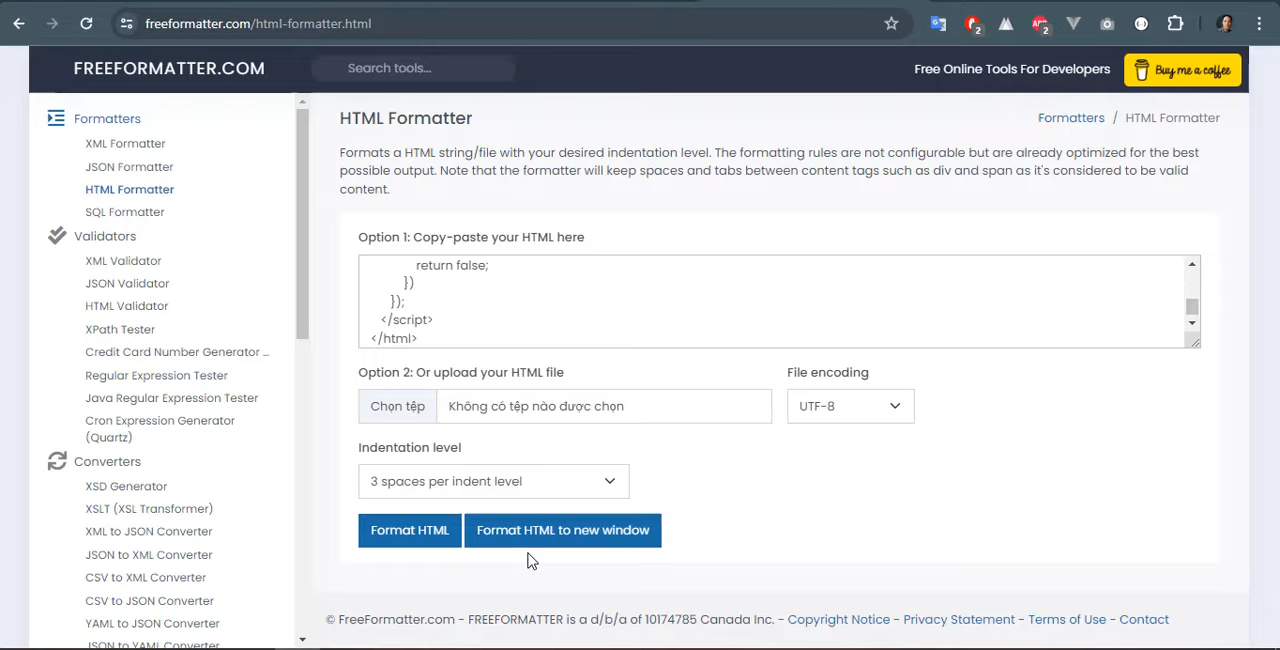 freeformatter.com/html-formatter.html
2
2
FREEFORMATTER.COM
Search tools...
Free Online Tools For Developers
Buy me a coffee
Formatters
XML Formatter
JSON Formatter
HTML Formatter
SQL Formatter
Validators
XML Validator
JSON Validator
HTML Validator
XPath Tester
Credit Card Number Generator ...
Regular Expression Tester
Java Regular Expression Tester
Cron Expression Generator
(Quartz)
Converters
XSD Generator
XSLT (XSL Transformer)
XML to JSON Converter
JSON to XML Converter
CSV to XML Converter
CSV to JSON Converter
YAML to JSON Converter
JSON to YAML Converter
HTML Formatter
Formatters / HTML Formatter
Formats a HTML string/file with your desired indentation level. The formatting rules are not configurable but are already optimized for the best
possible output. Note that the formatter will keep spaces and tabs between content tags such as div and span as it's considered to be valid
content.
Option 1: Copy-paste your HTML here
return false;
})
});
</script>
</html>
Option 2: Or upload your HTML file
File encoding
Chọn tệp
Không có tệp nào được chọn
UTF-8
Indentation level
3 spaces per indent level
Format HTML
Format HTML to new window
© FreeFormatter.com - FREEFORMATTER is a d/b/a of 10174785 Canada Inc. - Copyright Notice - Privacy Statement - Terms of Use - Contact